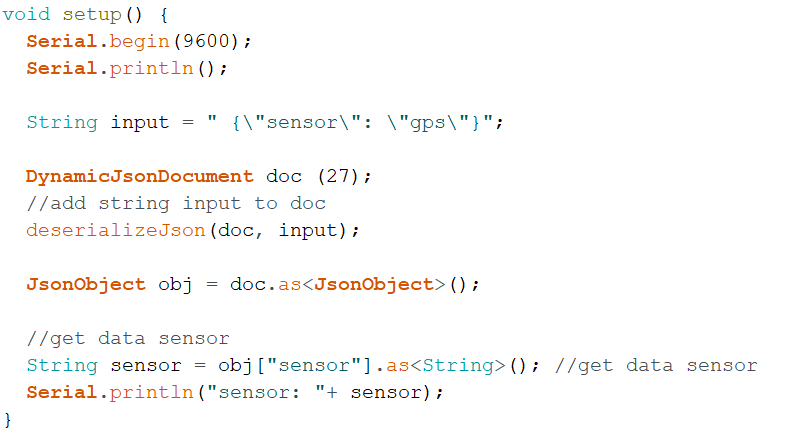 void setup() {
  Serial.begin(9600);
  Serial.println();

  String input = " {\"sensor\": \"gps\"}";

  DynamicJsonDocument doc (27);
  //add string input to doc
  deserializeJson(doc, input);

  JsonObject obj = doc.as<JsonObject>();

  //get data sensor
  String sensor = obj["sensor"].as<String>(); //get data sensor
  Serial.println("sensor: "+ sensor);
}